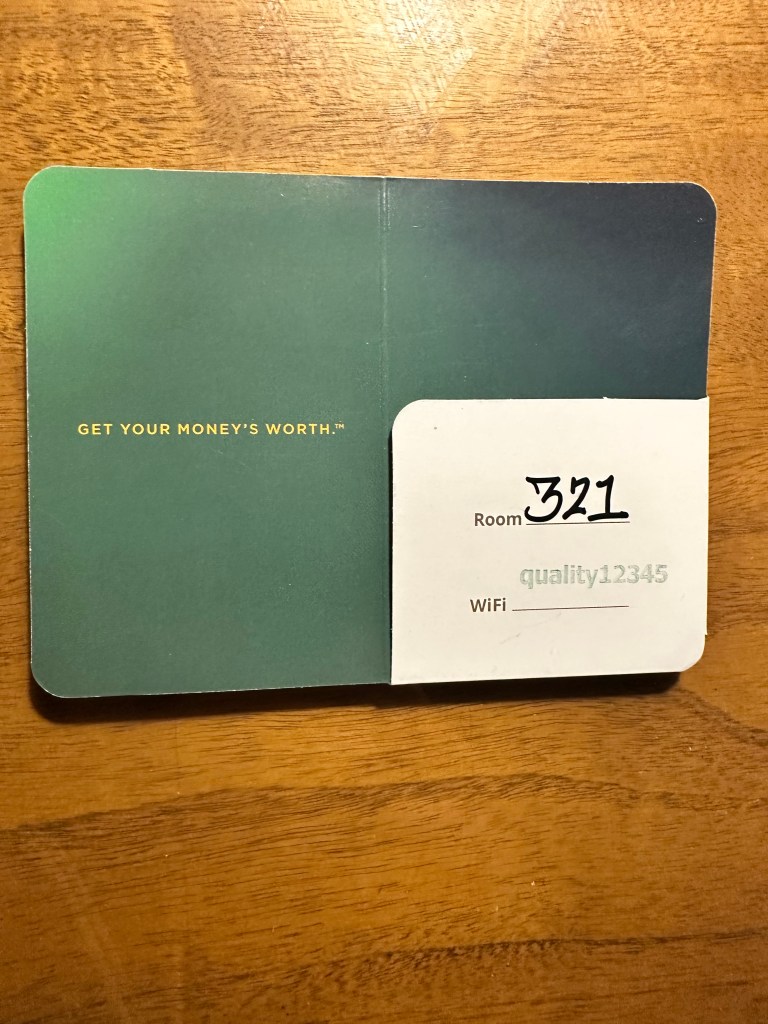 GET YOUR MONEY'S WORTH.™
Room 321
quality12345
WiFi